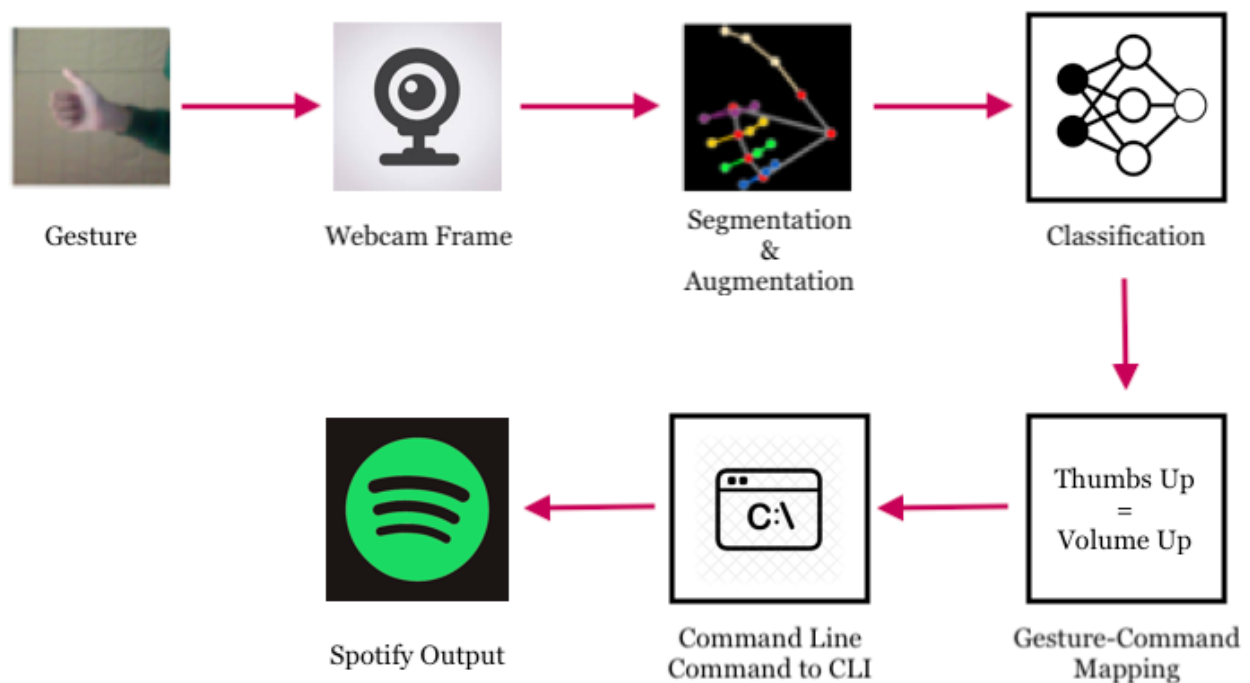 Gesture
Webcam Frame
Segmentation
&
Augmentation
Classification
Thumbs Up
=
Volume Up
Gesture-Command
Mapping
C:\
Command Line
Command to CLI
Spotify Output